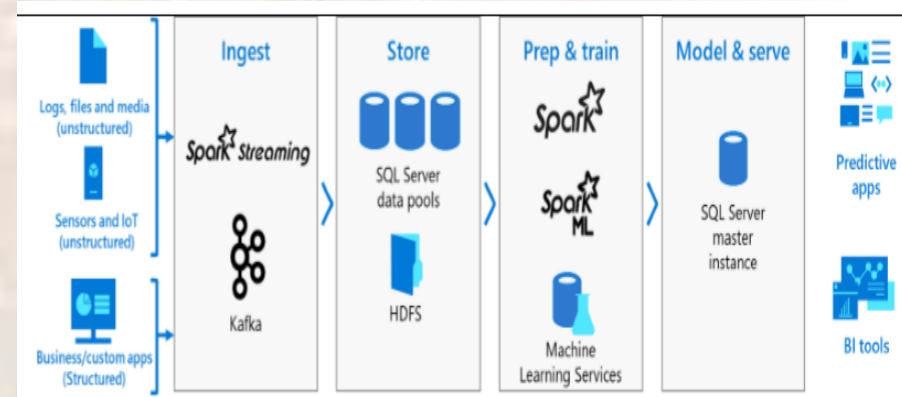 Logs, files and media
(unstructured)
Sensors and IoT
(unstructured)
Business/custom apps
(Structured)
Ingest
Spark Streaming
Kafka
Store
SQL Server
data pools
HDFS
Prep & train
Spark
Spark
ML
Machine
Learning Services
Model & serve
SQL Server
master
instance
Predictive
apps
BI tools